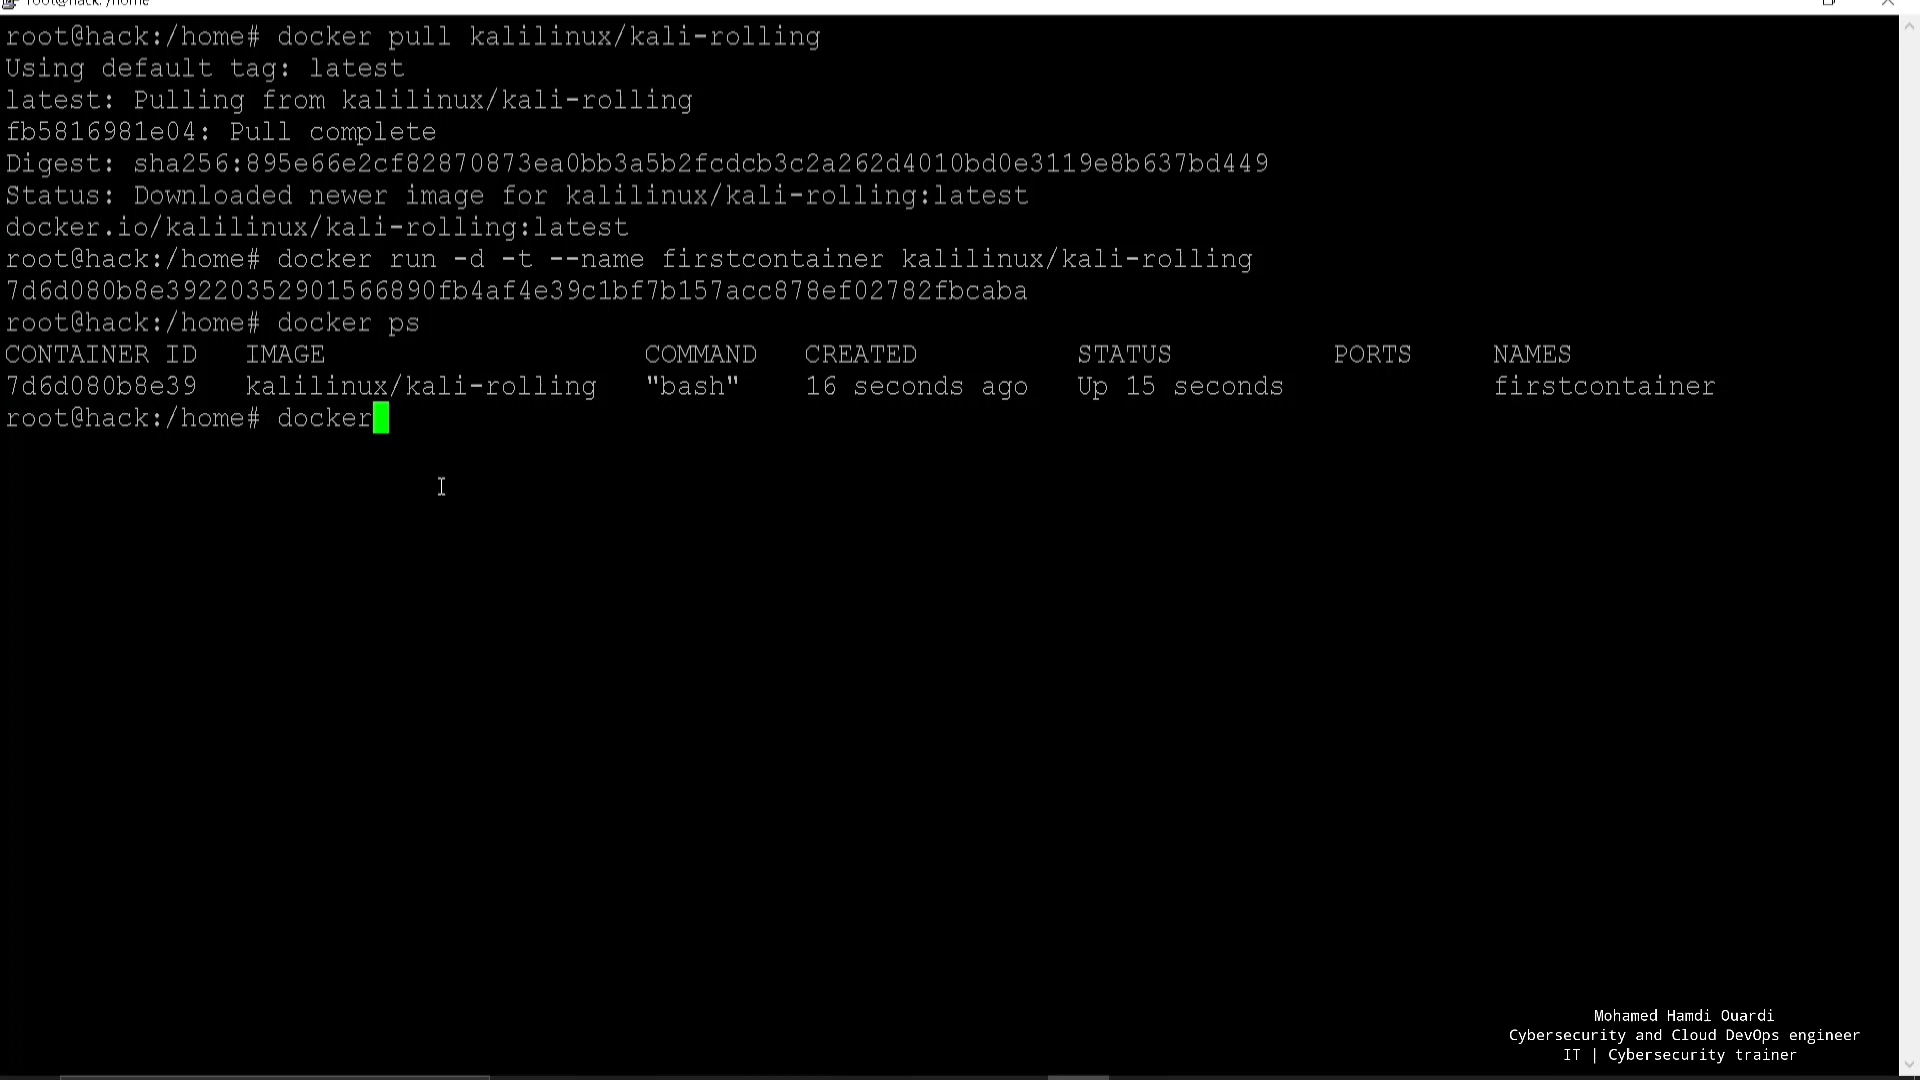 root@hack: /home
root@hack:/home# docker pull kalilinux/kali-rolling
Using default tag: latest
latest: Pulling from kalilinux/kali-rolling
fb5816981e04: Pull complete
Digest: sha256:895e66e2cf82870873ea0bb3a5b2fcdcb3c2a262d4010bd0e3119e8b637bd449
Status: Downloaded newer image for kalilinux/kali-rolling:latest
docker.io/kalilinux/kali-rolling:latest
root@hack:/home# docker run -d -t --name firstcontainer kalilinux/kali-rolling
7d6d080b8e39220352901566890fb4af4e39c1bf7b157acc878ef02782fbcaba
root@hack:/home# docker ps
CONTAINER ID IMAGE COMMAND CREATED STATUS PORTS NAMES
7d6d080b8e39 kalilinux/kali-rolling "bash" 16 seconds ago Up 15 seconds firstcontainer
root@hack:/home# docker
Mohamed Hamdi Ouardi
Cybersecurity and Cloud DevOps engineer
IT | Cybersecurity trainer